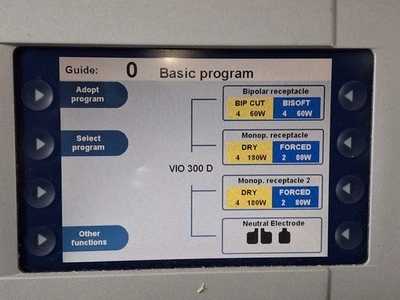 Guide: 0 Basic program
Adopt
program
Select
program
Other
functions
VIO 300 D
Bipolar receptacle
BIP CUT BISOFT
4 60W 4 60W
Monop. receptacle
DRY FORCED
4 180W 2 80W
Monop. receptacle 2
DRY FORCED
4 180W 2 80W
Neutral Electrode